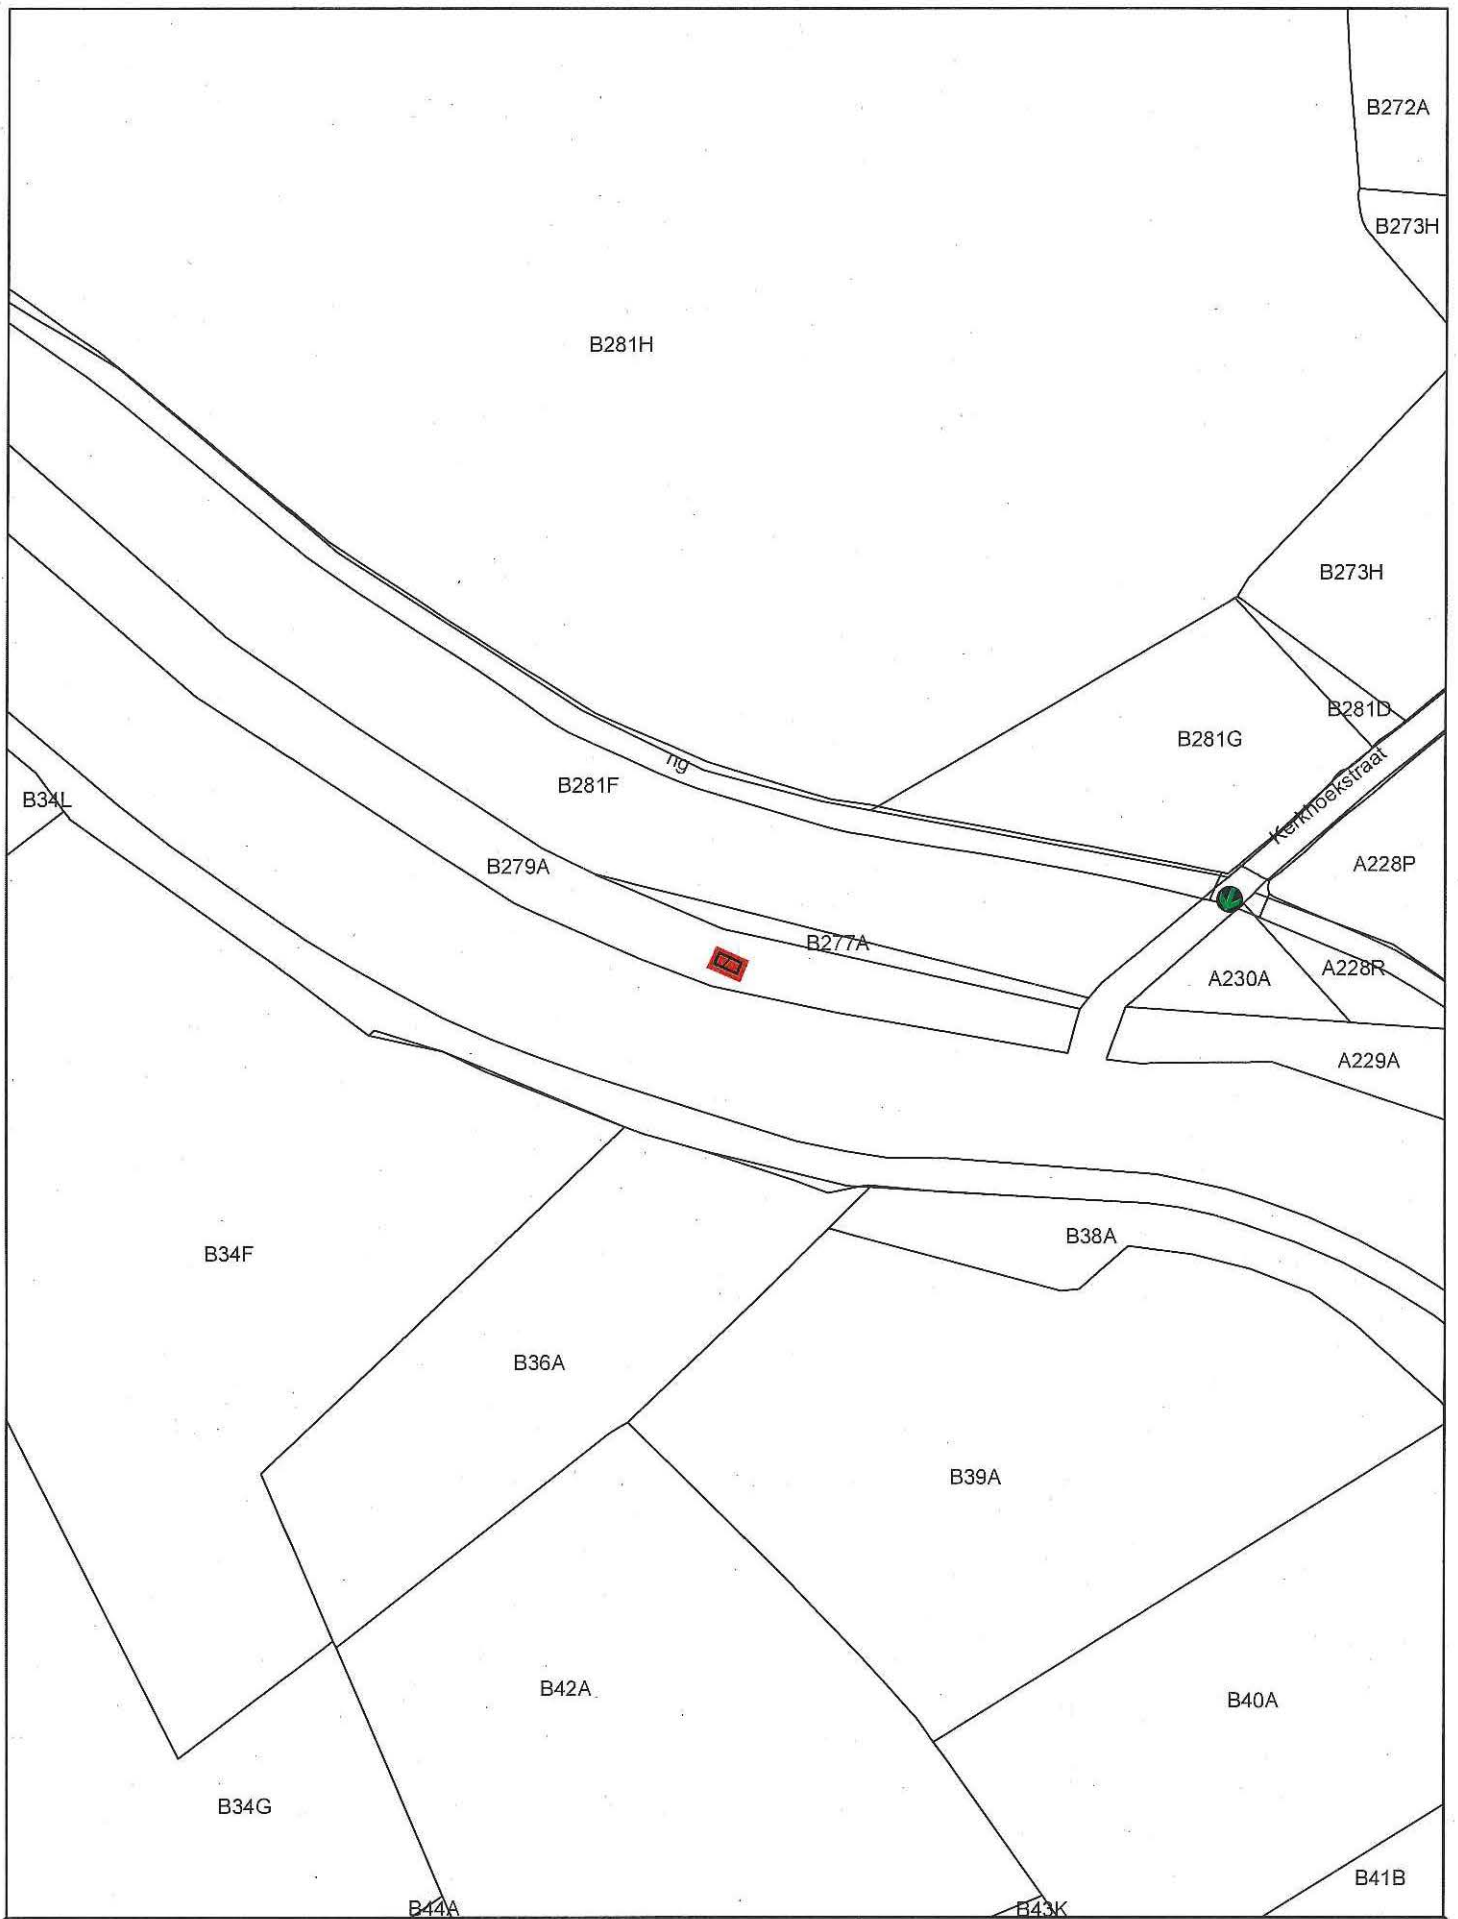 B272A
B273H
B281H
B273H
B281D
B281G
ng
Kerkhoekstraat
B281F
B34L
A228P
B279A
B277A
A228R
A230A
A229A
B38A
B34F
B36A
B39A
B42A
B40A
B34G
B41B
B44A
B43K